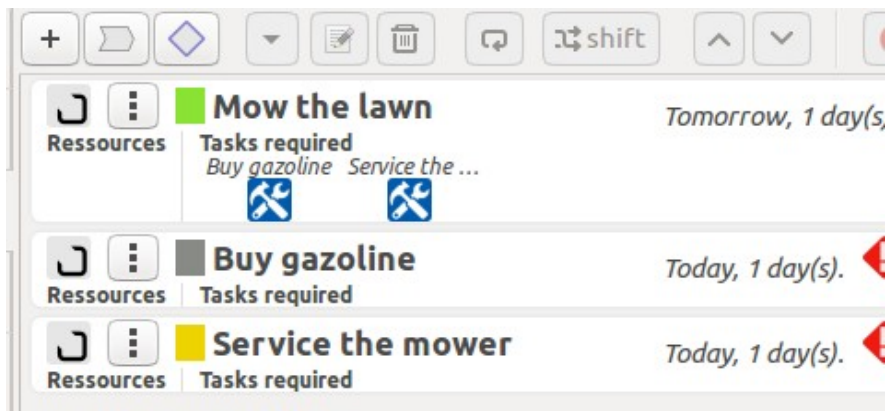 + shift
Mow the lawn
Tomorrow, 1 day(s)
Ressources Tasks required
Buy gazoline Service the ...
Buy gazoline
Today, 1 day(s).
Ressources Tasks required
Service the mower
Today, 1 day(s).
Ressources Tasks required